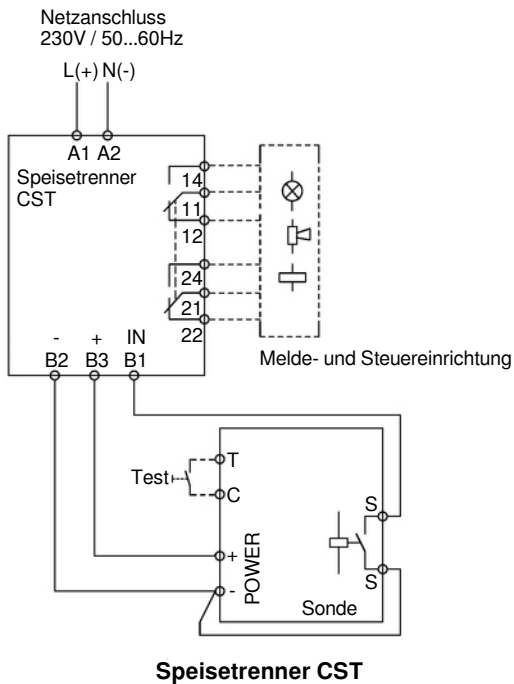 Netzanschluss
230V / 50...60Hz
L(+) N(-)
A1 A2
Speisetrenner
CST
14
11
12
24
21
22
- + IN
B2 B3 B1
Melde- und Steuereinrichtung
Test
T
C
S
+
-
POWER
S
Sonde
Speisetrenner CST